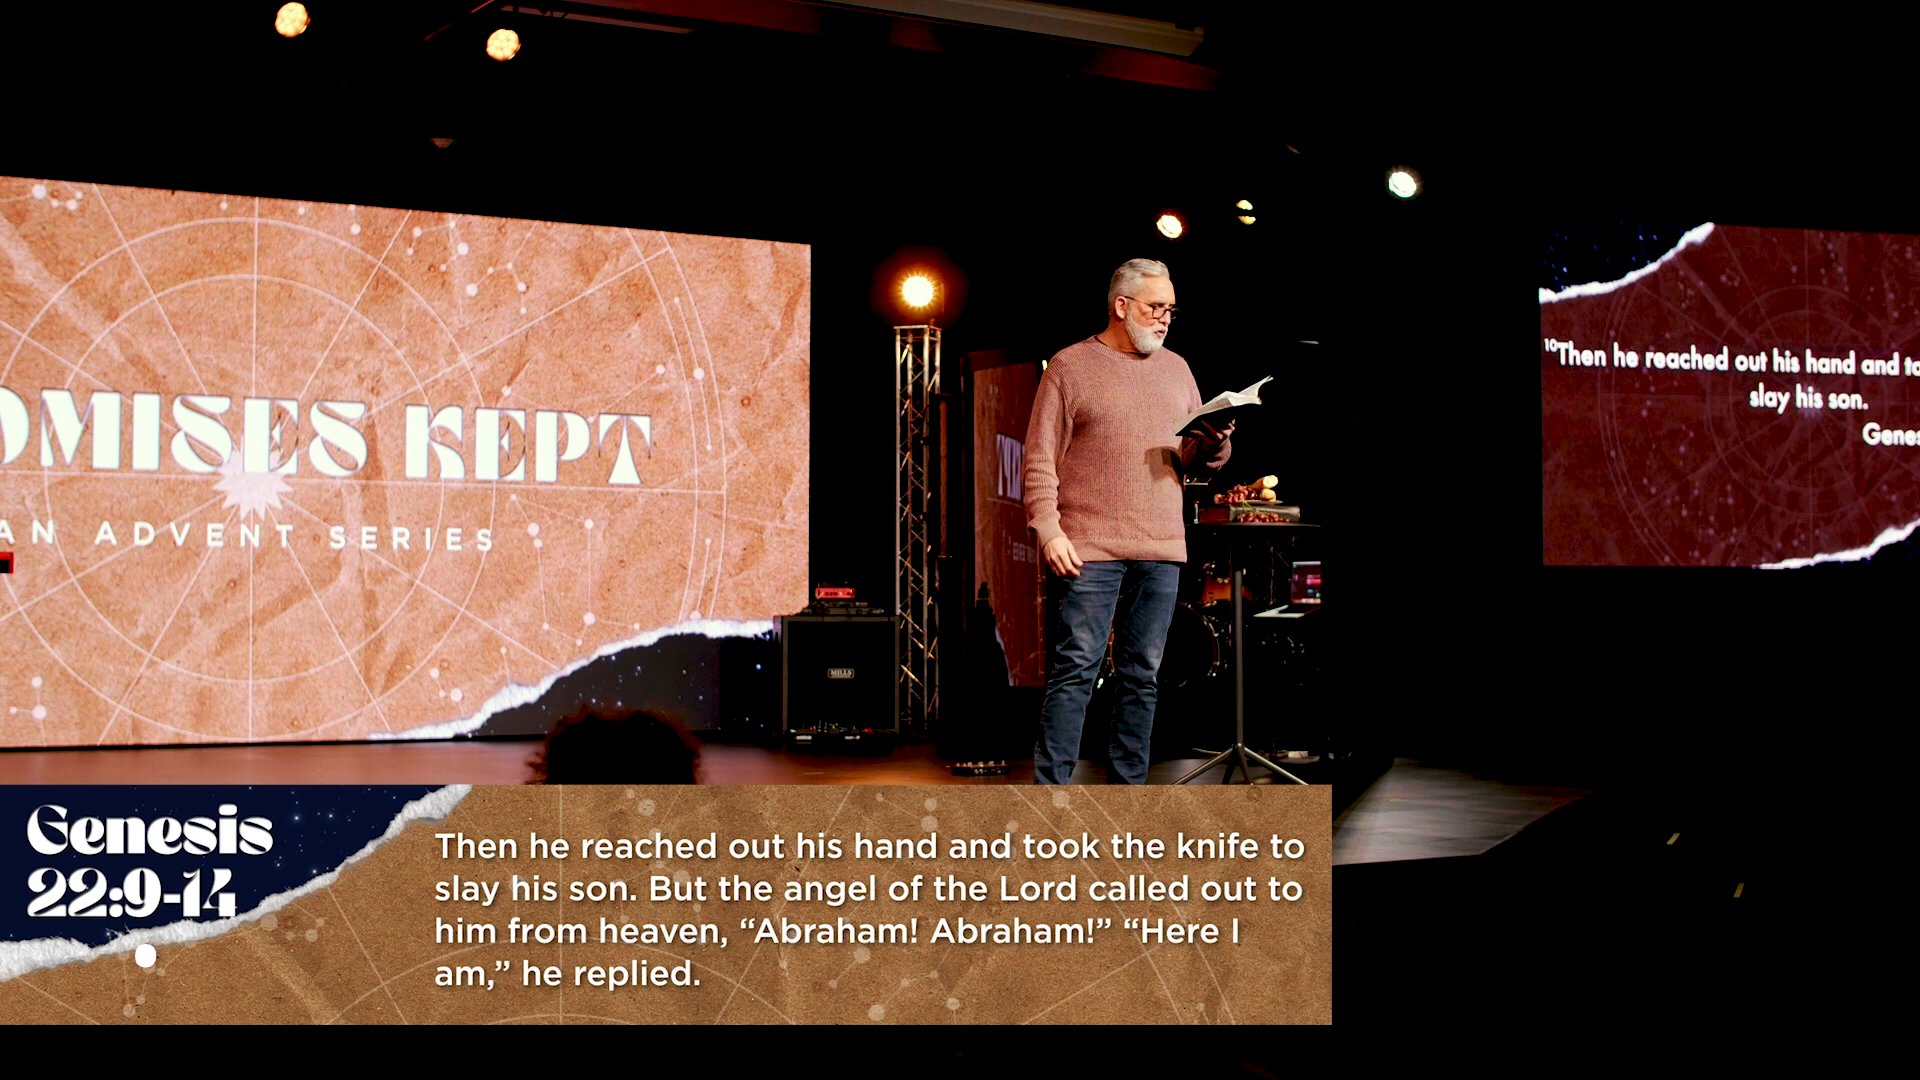 OMISES KEPT
AN ADVENT SERIES
MILLS
10Then he reached out his hand and to
slay his son.
Genes
Genesis
22:9-14
Then he reached out his hand and took the knife to
slay his son. But the angel of the Lord called out to
him from heaven, “Abraham! Abraham!” “Here I
am,” he replied.